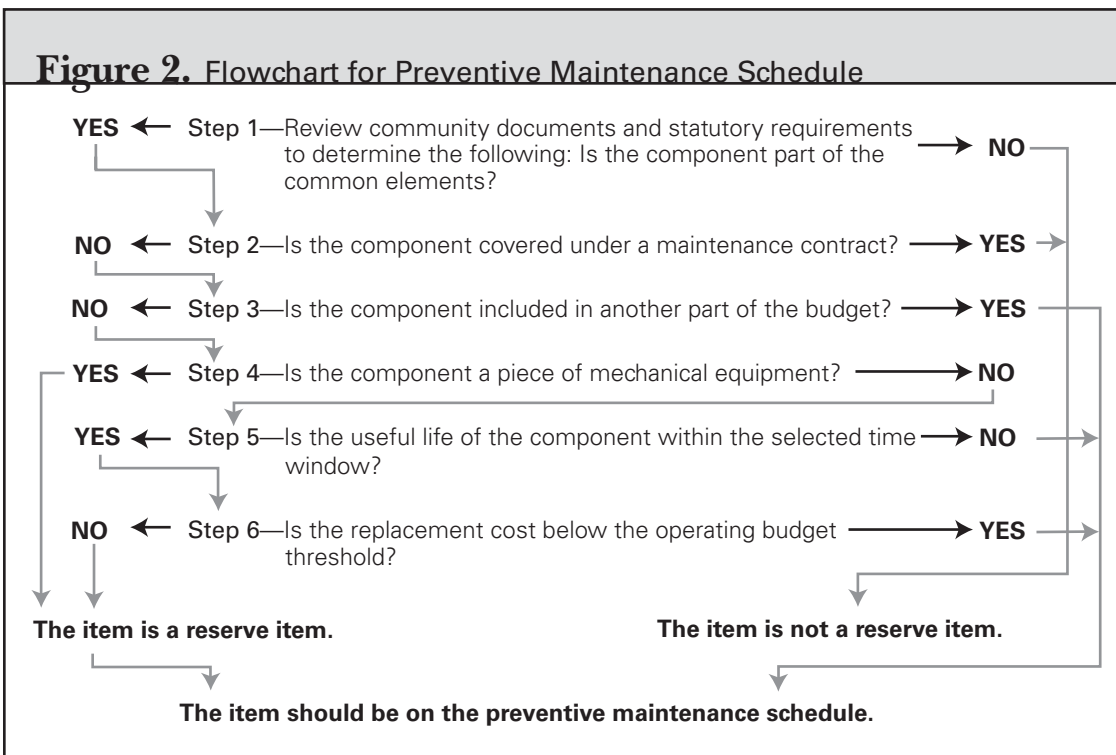 Figure 2. Flowchart for Preventive Maintenance Schedule
YES Step 1—Review community documents and statutory requirements
to determine the following: Is the component part of the NO
common elements?
NO Step 2—Is the component covered under a maintenance contract? YES
NO Step 3—Is the component included in another part of the budget? YES
YES Step 4—Is the component a piece of mechanical equipment? NO
YES Step 5—Is the useful life of the component within the selected time NO
window?
NO Step 6—Is the replacement cost below the operating budget YES
threshold?
The item is a reserve item. The item is not a reserve item.
The item should be on the preventive maintenance schedule.